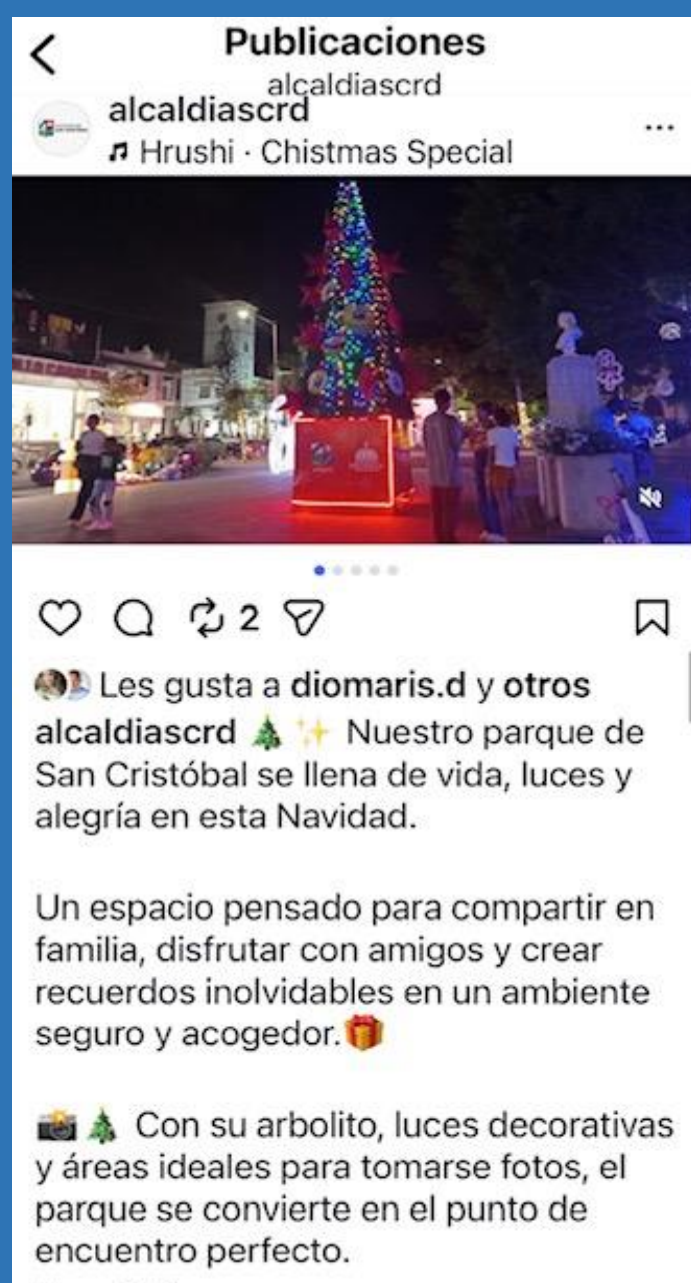 Publicaciones
alcaldiascrd
alcaldiascrd
Hrushi · Chistmas Special
2
Les gusta a diomaris.d y otros
alcaldiascrd 🎄✨ Nuestro parque de
San Cristóbal se llena de vida, luces y
alegría en esta Navidad.
Un espacio pensado para compartir en
familia, disfrutar con amigos y crear
recuerdos inolvidables en un ambiente
seguro y acogedor.🎁
📸🎄 Con su arbolito, luces decorativas
y áreas ideales para tomarse fotos, el
parque se convierte en el punto de
encuentro perfecto.